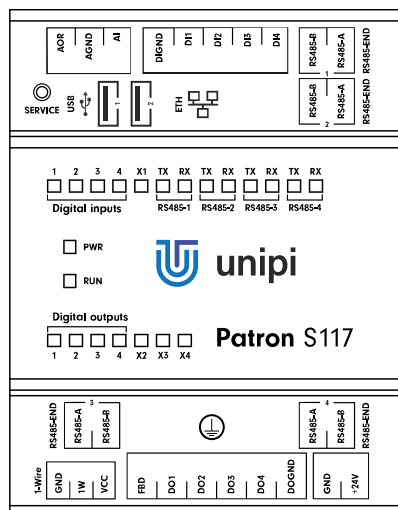 AOR AGND AI
DIGND DI1 DI2 DI3 DI4
RS485-B RS485-A RS485-END
1
SERVICE
USB
1
2
ETH
RS485-B RS485-A RS485-END
2
1 2 3 4 X1 TX RX TX RX TX RX TX RX
Digital inputs RS485-1 RS485-2 RS485-3 RS485-4
PWR
unipi
RUN
Digital outputs
Patron S117
1 2 3 4 X2 X3 X4
3
RS485-END RS485-A RS485-B
4
RS485-A RS485-B RS485-END
1-Wire
GND 1W VCC
FBD DO1 DO2 DO3 DO4 DOGND
GND +24V